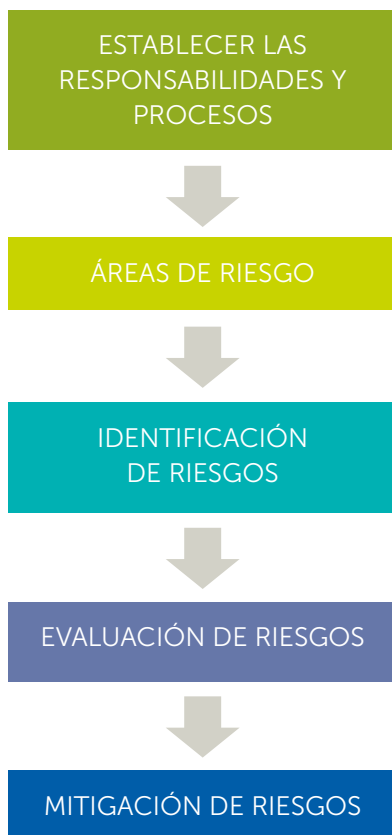 ESTABLECER LAS
RESPONSABILIDADES Y
PROCESOS
ÁREAS DE RIESGO
IDENTIFICACIÓN
DE RIESGOS
EVALUACIÓN DE RIESGOS
MITIGACIÓN DE RIESGOS